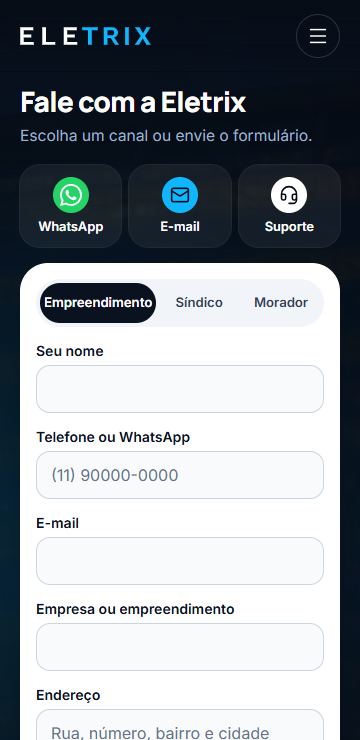 ELETRIX
Fale com a Eletrix
Escolha um canal ou envie o formulário.
WhatsApp
E-mail
Suporte
Empreendimento
Síndico
Morador
Seu nome
Telefone ou WhatsApp
(11) 90000-0000
E-mail
Empresa ou empreendimento
Endereço
Rua, número, bairro e cidade